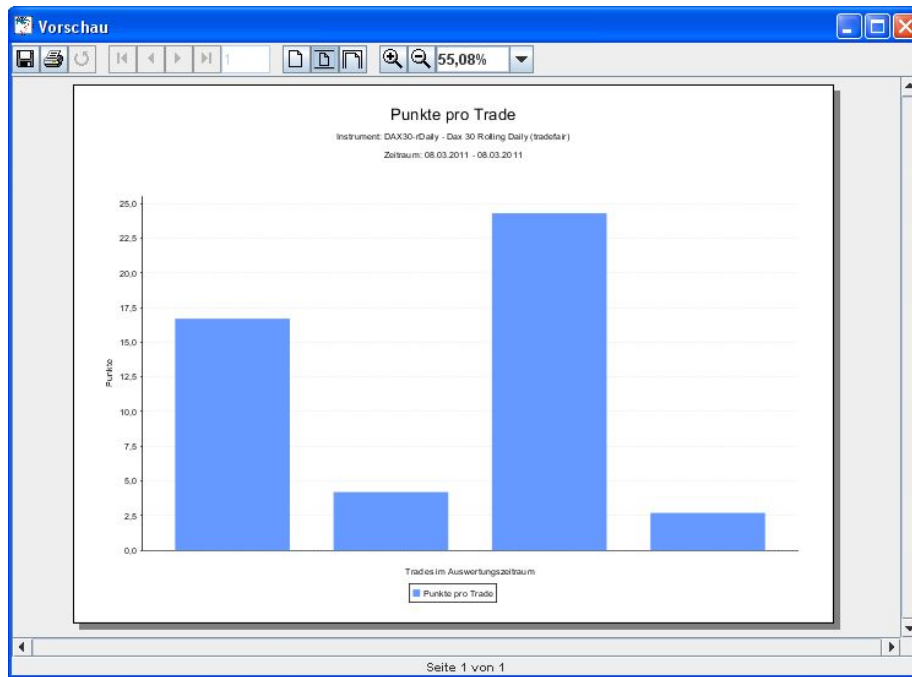 Vorschau
1
55,08%
Punkte pro Trade
Instrument: DAX30-rDaily - Dax 30 Rolling Daily (tradefair)
Zeitraum: 08.03.2011 - 08.03.2011
25,0
22,5
20,0
17,5
15,0
12,5
10,0
7,5
5,0
2,5
0,0
Punkte
Trades im Auswertungszeitraum
Punkte pro Trade
Seite 1 von 1